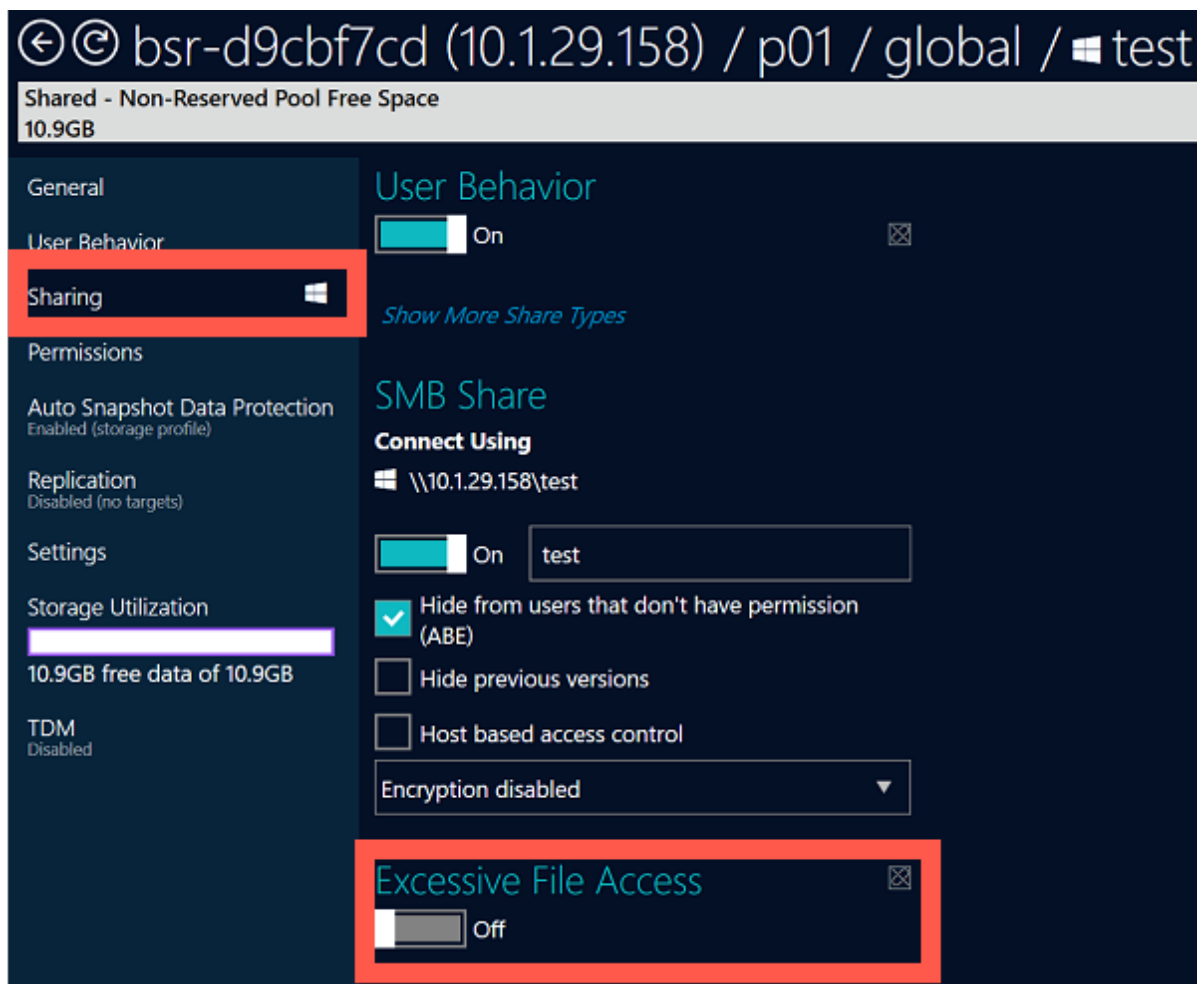 bsr-d9cbf7cd (10.1.29.158) / p01 / global / test
Shared - Non-Reserved Pool Free Space
10.9GB
General
User Behavior
Sharing
Permissions
Auto Snapshot Data Protection
Enabled (storage profile)
Replication
Disabled (no targets)
Settings
Storage Utilization
10.9GB free data of 10.9GB
TDM
Disabled
User Behavior
On
Show More Share Types
SMB Share
Connect Using
\\10.1.29.158\test
On
test
Hide from users that don't have permission
(ABE)
Hide previous versions
Host based access control
Encryption disabled
Excessive File Access
Off